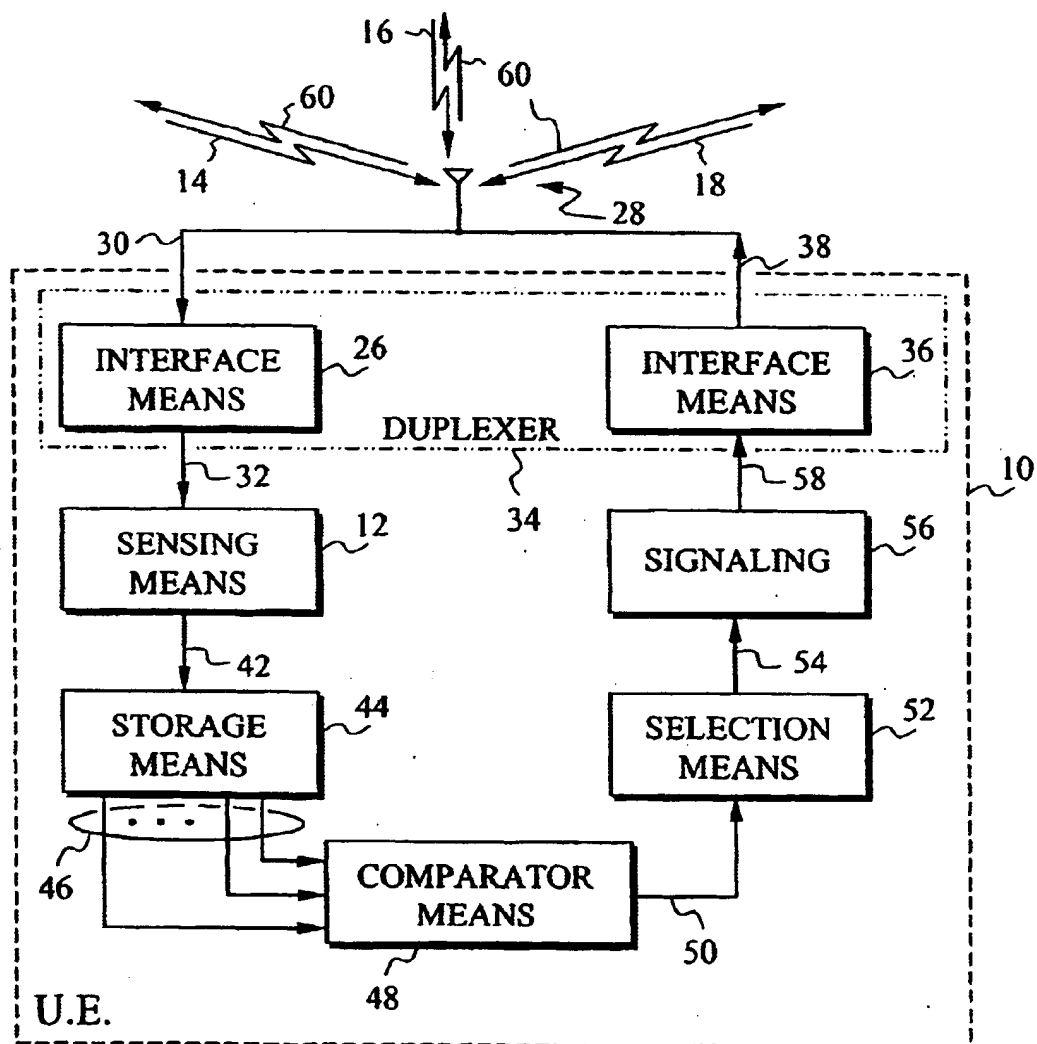 16
60
60
14
18
28
30
38
INTERFACE
MEANS
26
INTERFACE
MEANS
36
DUPLEXER
32
34
58
10
SENSING
MEANS
12
SIGNALING
56
42
54
STORAGE
MEANS
44
SELECTION
MEANS
52
46
COMPARATOR
MEANS
48
50
U.E.